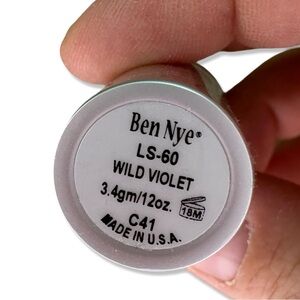 Ben Nye®
LS-60
WILD VIOLET
3.4gm/12oz.
18M
C41
MADE IN U.S.A.